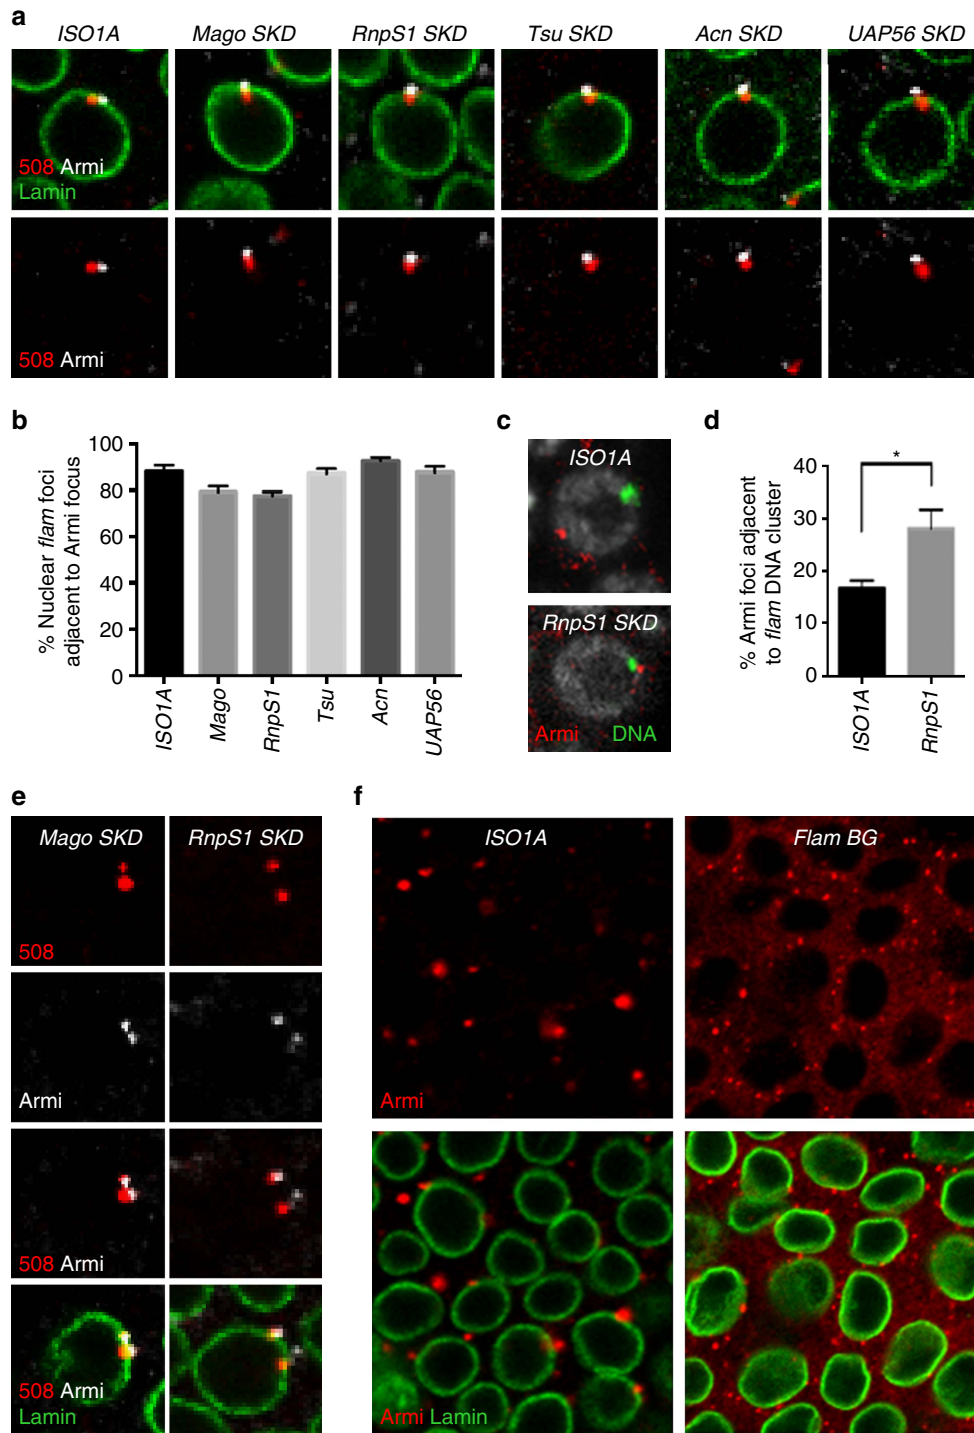 a
ISO1A Mago SKD RnpS1 SKD Tsu SKD Acn SKD UAP56 SKD
508 Armi
Lamin
508 Armi
b
% Nuclear flam foci
adjacent to Armi focus
100
80
60
40
20
0
ISO1A
Mago
RnpS1
Tsu
Acn
UAP56
c
ISO1A
RnpS1 SKD
Armi DNA
d
% Armi foci adjacent
to flam DNA cluster
40
30
20
10
0
*
ISO1A
RnpS1
e
Mago SKD RnpS1 SKD
508
Armi
508 Armi
508 Armi
Lamin
f
ISO1A Flam BG
Armi
Armi Lamin